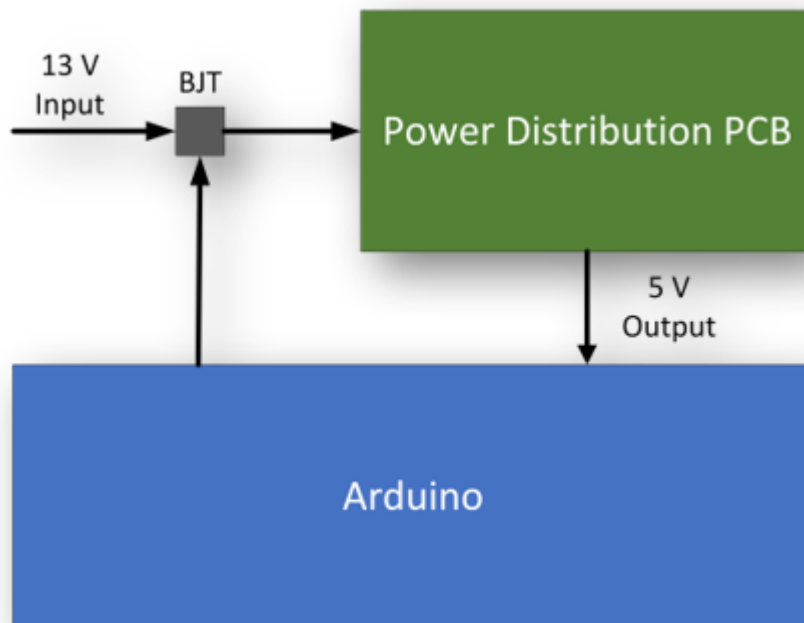 13 V
Input
BJT
Power Distribution PCB
5 V
Output
Arduino